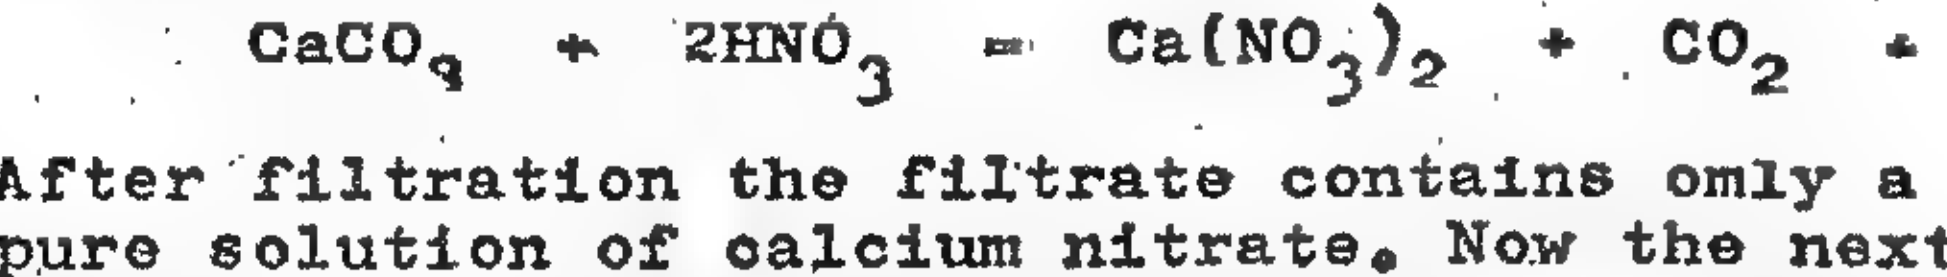 CaCO₉ + 2HNO₃ = Ca(NO₃)₂ + CO₂ +
After filtration the filtrate contains omly a
pure solution of calcium nitrate. Now the next